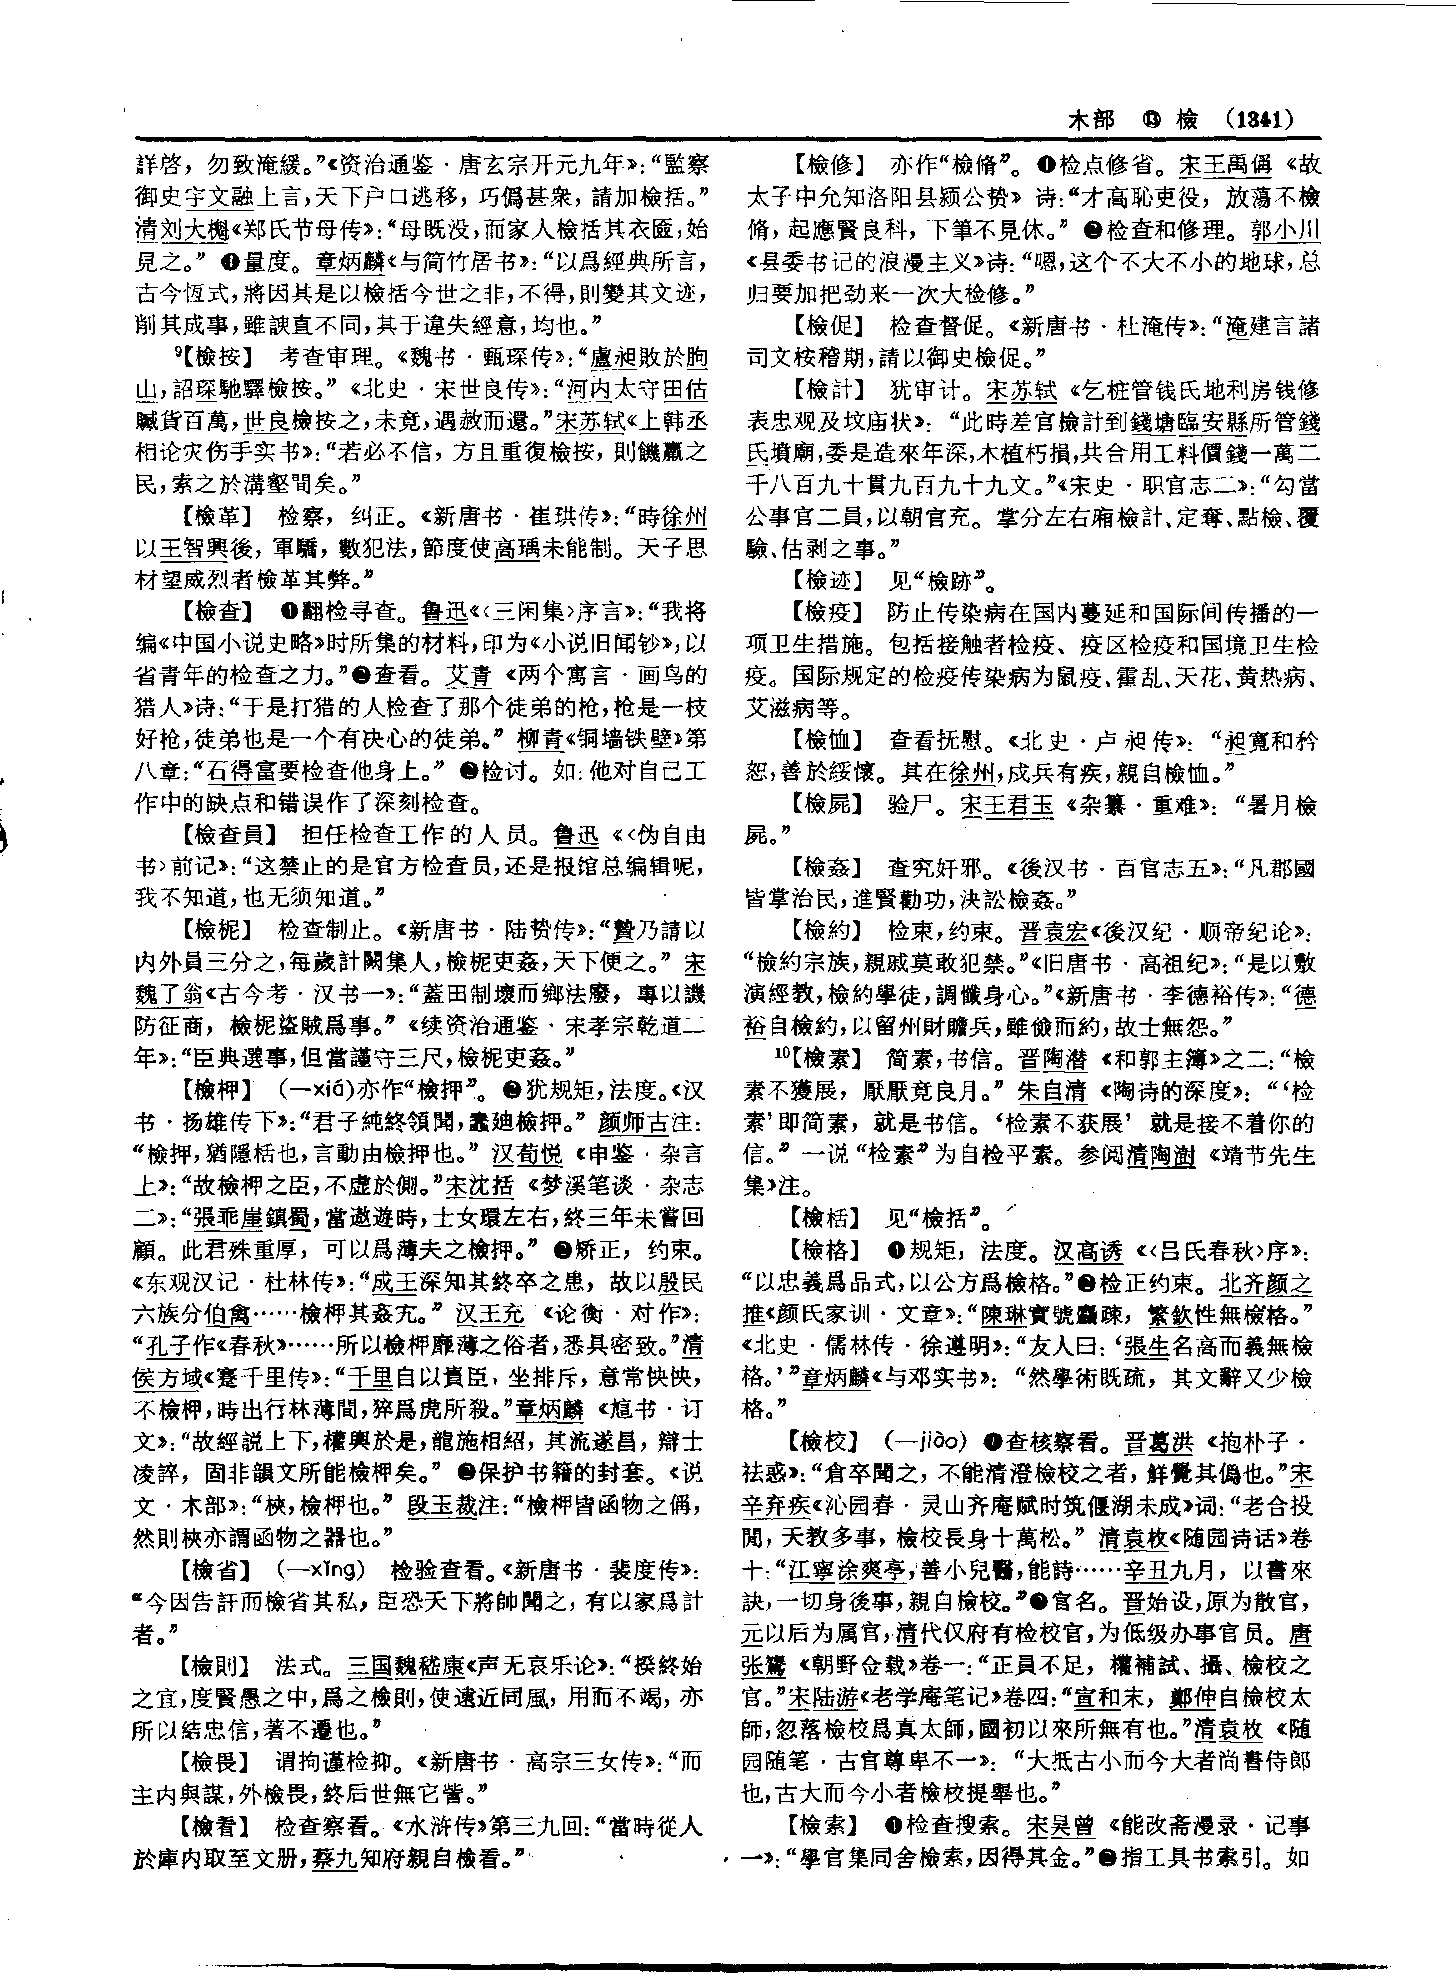 木部 ⑬ 檢 (1341)
詳啓，勿致淹緩。”《资治通鉴·唐玄宗开元九年》：“監察
御史宇文融上言，天下户口逃移，巧僞甚衆，請加檢括。”
清刘大櫆《郑氏节母传》：“母既没，而家人檢括其衣匳，始
見之。” ❹量度。章炳麟《与简竹居书》：“以爲經典所言，
古今恆式，將因其是以檢括今世之非，不得，則變其文迹，
削其成事，雖諛直不同，其于違失經意，均也。”
9【檢按】 考查审理。《魏书·甄琛传》：“盧昶敗於朐
山，詔琛馳驛檢按。”《北史·宋世良传》：“河内太守田估
贓貨百萬，世良檢按之，未竟，遇赦而還。”宋苏轼《上韩丞
相论灾伤手实书》：“若必不信，方且重復檢按，則饑羸之
民，索之於溝壑間矣。”
【檢革】 检察，纠正。《新唐书·崔珙传》：“時徐州
以王智興後，軍驕，數犯法，節度使高瑀未能制。天子思
材望威烈者檢革其弊。”
【檢查】 ❶翻检寻查。鲁迅《〈三闲集〉序言》：“我将
编《中国小说史略》时所集的材料，印为《小说旧闻钞》，以
省青年的检查之力。”❷查看。艾青《两个寓言·画鸟的
猎人》诗：“于是打猎的人检查了那个徒弟的枪，枪是一枝
好枪，徒弟也是一个有决心的徒弟。” 柳青《铜墙铁壁》第
八章：“石得富要检查他身上。” ❸检讨。如：他对自己工
作中的缺点和错误作了深刻检查。
【檢查員】 担任检查工作的人员。鲁迅《〈伪自由
书〉前记》：“这禁止的是官方检查员，还是报馆总编辑呢，
我不知道，也无须知道。”
【檢柅】 检查制止。《新唐书·陆贽传》：“贄乃請以
内外員三分之，每歲計闕集人，檢柅吏姦，天下便之。” 宋
魏了翁《古今考·汉书一》：“蓋田制壞而鄉法廢，專以譏
防征商，檢柅盜賊爲事。”《续资治通鉴·宋孝宗乾道二
年》：“臣典選事，但當謹守三尺，檢柅吏姦。”
【檢柙】 （—xiá）亦作“檢押”。❶犹规矩，法度。《汉
书·扬雄传下》：“君子純終領聞，蠢迪檢押。”颜师古注：
“檢押，猶隱栝也，言動由檢押也。” 汉荀悦《申鉴·杂言
上》：“故檢柙之臣，不虛於側。”宋沈括《梦溪笔谈·杂志
二》：“張乖崖鎮蜀，當遨遊時，士女環左右，終三年未嘗回
顧。此君殊重厚，可以爲薄夫之檢押。” ❷矫正，约束。
《东观汉记·杜林传》：“成王深知其終卒之患，故以殷民
六族分伯禽……檢柙其姦宄。” 汉王充《论衡·对作》：
“孔子作《春秋》……所以檢柙靡薄之俗者，悉具密致。”清
侯方域《蹇千里传》：“千里自以貴臣，坐排斥，意常怏怏，
不檢柙，時出行林薄間，猝爲虎所殺。”章炳麟《訄书·订
文》：“故經説上下，權輿於是，龍施相紹，其流遂昌，辯士
凌誶，固非韻文所能檢柙矣。” ❸保护书籍的封套。《说
文·木部》：“梜，檢柙也。” 段玉裁注：“檢柙皆函物之偁，
然則梜亦謂函物之器也。”
【檢省】 （—xǐng） 检验查看。《新唐书·裴度传》：
“今因告訐而檢省其私，臣恐天下將帥聞之，有以家爲計
者。”
【檢則】 法式。三国魏嵇康《声无哀乐论》：“揆終始
之宜，度賢愚之中，爲之檢則，使遠近同風，用而不竭，亦
所以結忠信，著不遷也。”
【檢畏】 谓拘谨检抑。《新唐书·高宗三女传》：“而
主内與謀，外檢畏，終后世無它訾。”
【檢看】 检查察看。《水浒传》第三九回：“當時從人
於庫内取至文册，蔡九知府親自檢看。”
【檢修】 亦作“檢脩”。❶检点修省。宋王禹偁《故
太子中允知洛阳县颍公贽》诗：“才高恥吏役，放蕩不檢
脩，起應賢良科，下筆不見休。” ❷检查和修理。郭小川
《县委书记的浪漫主义》诗：“嗯，这个不大不小的地球，总
归要加把劲来一次大检修。”
【檢促】 检查督促。《新唐书·杜淹传》：“淹建言諸
司文桉稽期，請以御史檢促。”
【檢計】 犹审计。宋苏轼《乞桩管钱氏地利房钱修
表忠观及坟庙状》：“此時差官檢計到錢塘臨安縣所管錢
氏墳廟，委是造來年深，木植朽損，共合用工料價錢一萬二
千八百九十貫九百九十九文。”《宋史·职官志二》：“勾當
公事官二員，以朝官充。掌分左右廂檢計、定奪、點檢、覆
驗、估剥之事。”
【檢迹】 见“檢跡”。
【檢疫】 防止传染病在国内蔓延和国际间传播的一
项卫生措施。包括接触者检疫、疫区检疫和国境卫生检
疫。国际规定的检疫传染病为鼠疫、霍乱、天花、黄热病、
艾滋病等。
【檢恤】 查看抚慰。《北史·卢昶传》：“昶寬和矜
恕，善於綏懷。其在徐州，戍兵有疾，親自檢恤。”
【檢屍】 验尸。宋王君玉《杂纂·重难》：“暑月檢
屍。”
【檢姦】 查究奸邪。《後汉书·百官志五》：“凡郡國
皆掌治民，進賢勸功，決訟檢姦。”
【檢約】 检束，约束。晋袁宏《後汉纪·顺帝纪论》：
“檢約宗族，親戚莫敢犯禁。”《旧唐书·高祖纪》：“是以敷
演經教，檢約學徒，調懺身心。”《新唐书·李德裕传》：“德
裕自檢約，以留州財贍兵，雖儉而約，故士無怨。”
10【檢素】 简素，书信。晋陶潜《和郭主簿》之二：“檢
素不獲展，厭厭竟良月。” 朱自清《陶诗的深度》：“‘检
素’即简素，就是书信。‘检素不获展’就是接不着你的
信。” 一说“检素”为自检平素。参阅清陶澍《靖节先生
集》注。
【檢栝】 见“檢括”。
【檢格】 ❶规矩，法度。汉高诱《〈吕氏春秋〉序》：
“以忠義爲品式，以公方爲檢格。”❷检正约束。北齐颜之
推《颜氏家训·文章》：“陳琳實號麤疎，繁欽性無檢格。”
《北史·儒林传·徐遵明》：“友人曰：‘張生名高而義無檢
格。’”章炳麟《与邓实书》：“然學術既疏，其文辭又少檢
格。”
【檢校】 （—jiào） ❶查核察看。晋葛洪《抱朴子·
祛惑》：“倉卒聞之，不能清澄檢校之者，鮮覺其僞也。”宋
辛弃疾《沁园春·灵山齐庵赋时筑偃湖未成》词：“老合投
閒，天教多事，檢校長身十萬松。” 清袁枚《随园诗话》卷
十：“江寧涂爽亭，善小兒醫，能詩……辛丑九月，以書來
訣，一切身後事，親自檢校。”❷官名。晋始设，原为散官，
元以后为属官，清代仅府有检校官，为低级办事官员。唐
张鷟《朝野佥载》卷一：“正員不足，權補試、攝、檢校之
官。”宋陆游《老学庵笔记》卷四：“宣和末，鄭仲自檢校太
師，忽落檢校爲真太師，國初以來所無有也。”清袁枚《随
园随笔·古官尊卑不一》：“大抵古小而今大者尚書侍郎
也，古大而今小者檢校提舉也。”
【檢索】 ❶检查搜索。宋吴曾《能改斋漫录·记事
一》：“學官集同舍檢索，因得其金。”❷指工具书索引。如